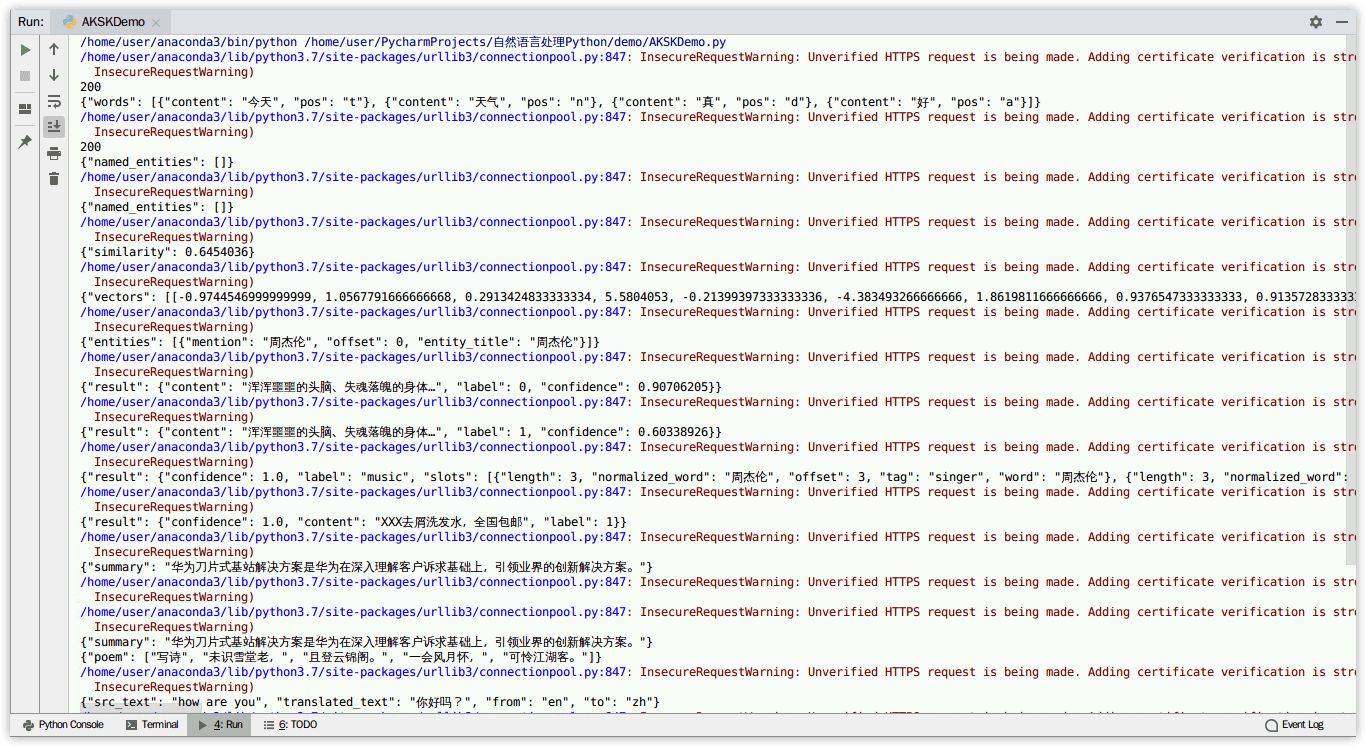 Run: AKSKDemo
/home/user/anaconda3/bin/python /home/user/PycharmProjects/自然语言处理Python/demo/AKSKDemo.py
/home/user/anaconda3/lib/python3.7/site-packages/urllib3/connectionpool.py:847: InsecureRequestWarning: Unverified HTTPS request is being made. Adding certificate verification is stro
InsecureRequestWarning)
200
{"words": [{"content": "今天", "pos": "t"}, {"content": "天气", "pos": "n"}, {"content": "真", "pos": "d"}, {"content": "好", "pos": "a"}]}
/home/user/anaconda3/lib/python3.7/site-packages/urllib3/connectionpool.py:847: InsecureRequestWarning: Unverified HTTPS request is being made. Adding certificate verification is stro
InsecureRequestWarning)
200
{"named_entities": []}
/home/user/anaconda3/lib/python3.7/site-packages/urllib3/connectionpool.py:847: InsecureRequestWarning: Unverified HTTPS request is being made. Adding certificate verification is stro
InsecureRequestWarning)
{"named_entities": []}
/home/user/anaconda3/lib/python3.7/site-packages/urllib3/connectionpool.py:847: InsecureRequestWarning: Unverified HTTPS request is being made. Adding certificate verification is stro
InsecureRequestWarning)
{"similarity": 0.6454036}
/home/user/anaconda3/lib/python3.7/site-packages/urllib3/connectionpool.py:847: InsecureRequestWarning: Unverified HTTPS request is being made. Adding certificate verification is stro
InsecureRequestWarning)
{"vectors": [[-0.9744546999999999, 1.0567791666666668, 0.2913424833333334, 5.5804053, -0.21399397333333336, -4.383493266666666, 1.8619811666666666, 0.9376547333333333, 0.9135728333333
/home/user/anaconda3/lib/python3.7/site-packages/urllib3/connectionpool.py:847: InsecureRequestWarning: Unverified HTTPS request is being made. Adding certificate verification is stro
InsecureRequestWarning)
{"entities": [{"mention": "周杰伦", "offset": 0, "entity_title": "周杰伦"}]}
/home/user/anaconda3/lib/python3.7/site-packages/urllib3/connectionpool.py:847: InsecureRequestWarning: Unverified HTTPS request is being made. Adding certificate verification is stro
InsecureRequestWarning)
{"result": {"content": "浑浑噩噩的头脑、失魂落魄的身体…", "label": 0, "confidence": 0.90706205}}
/home/user/anaconda3/lib/python3.7/site-packages/urllib3/connectionpool.py:847: InsecureRequestWarning: Unverified HTTPS request is being made. Adding certificate verification is stro
InsecureRequestWarning)
{"result": {"content": "浑浑噩噩的头脑、失魂落魄的身体…", "label": 1, "confidence": 0.60338926}}
/home/user/anaconda3/lib/python3.7/site-packages/urllib3/connectionpool.py:847: InsecureRequestWarning: Unverified HTTPS request is being made. Adding certificate verification is stro
InsecureRequestWarning)
{"result": {"confidence": 1.0, "label": "music", "slots": [{"length": 3, "normalized_word": "周杰伦", "offset": 3, "tag": "singer", "word": "周杰伦"}, {"length": 3, "normalized_word":
/home/user/anaconda3/lib/python3.7/site-packages/urllib3/connectionpool.py:847: InsecureRequestWarning: Unverified HTTPS request is being made. Adding certificate verification is stro
InsecureRequestWarning)
{"result": {"confidence": 1.0, "content": "XXX去屑洗发水，全国包邮", "label": 1}}
/home/user/anaconda3/lib/python3.7/site-packages/urllib3/connectionpool.py:847: InsecureRequestWarning: Unverified HTTPS request is being made. Adding certificate verification is stro
InsecureRequestWarning)
{"summary": "华为刀片式基站解决方案是华为在深入理解客户诉求基础上，引领业界的创新解决方案。"}
/home/user/anaconda3/lib/python3.7/site-packages/urllib3/connectionpool.py:847: InsecureRequestWarning: Unverified HTTPS request is being made. Adding certificate verification is stro
InsecureRequestWarning)
/home/user/anaconda3/lib/python3.7/site-packages/urllib3/connectionpool.py:847: InsecureRequestWarning: Unverified HTTPS request is being made. Adding certificate verification is stro
InsecureRequestWarning)
{"summary": "华为刀片式基站解决方案是华为在深入理解客户诉求基础上，引领业界的创新解决方案。"}
{"poem": ["写诗", "未识雪堂老，", "且登云锦阁。", "一会风月怀，", "可怜江湖客。"]}
/home/user/anaconda3/lib/python3.7/site-packages/urllib3/connectionpool.py:847: InsecureRequestWarning: Unverified HTTPS request is being made. Adding certificate verification is stro
InsecureRequestWarning)
{"src_text": "how are you", "translated_text": "你好吗？", "from": "en", "to": "zh"}
Python Console Terminal 4: Run 6: TODO Event Log